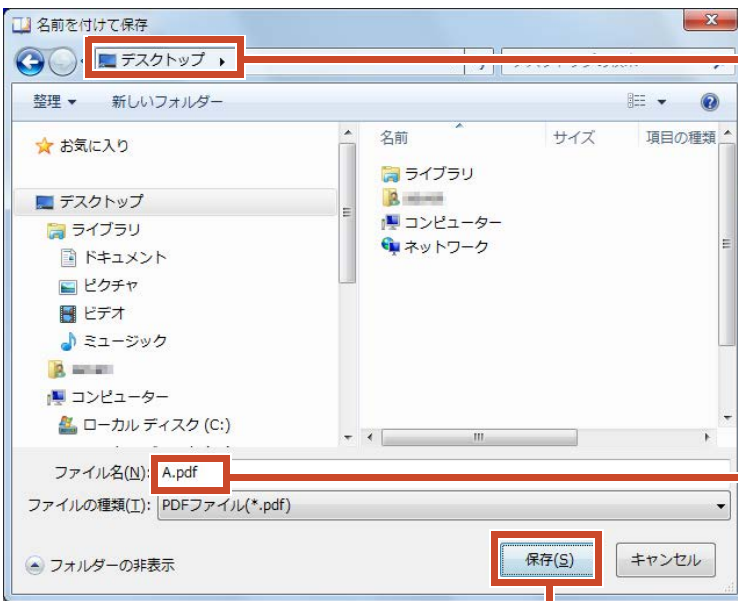 名前を付けて保存
デスクトップ
整理 新しいフォルダー
お気に入り
デスクトップ
ライブラリ
ドキュメント
ピクチャ
ビデオ
ミュージック
コンピューター
ローカル ディスク (C:)
名前 サイズ 項目の種類
ライブラリ
コンピューター
ネットワーク
ファイル名(N): A.pdf
ファイルの種類(T): PDFファイル(*.pdf)
フォルダーの非表示 保存(S) キャンセル